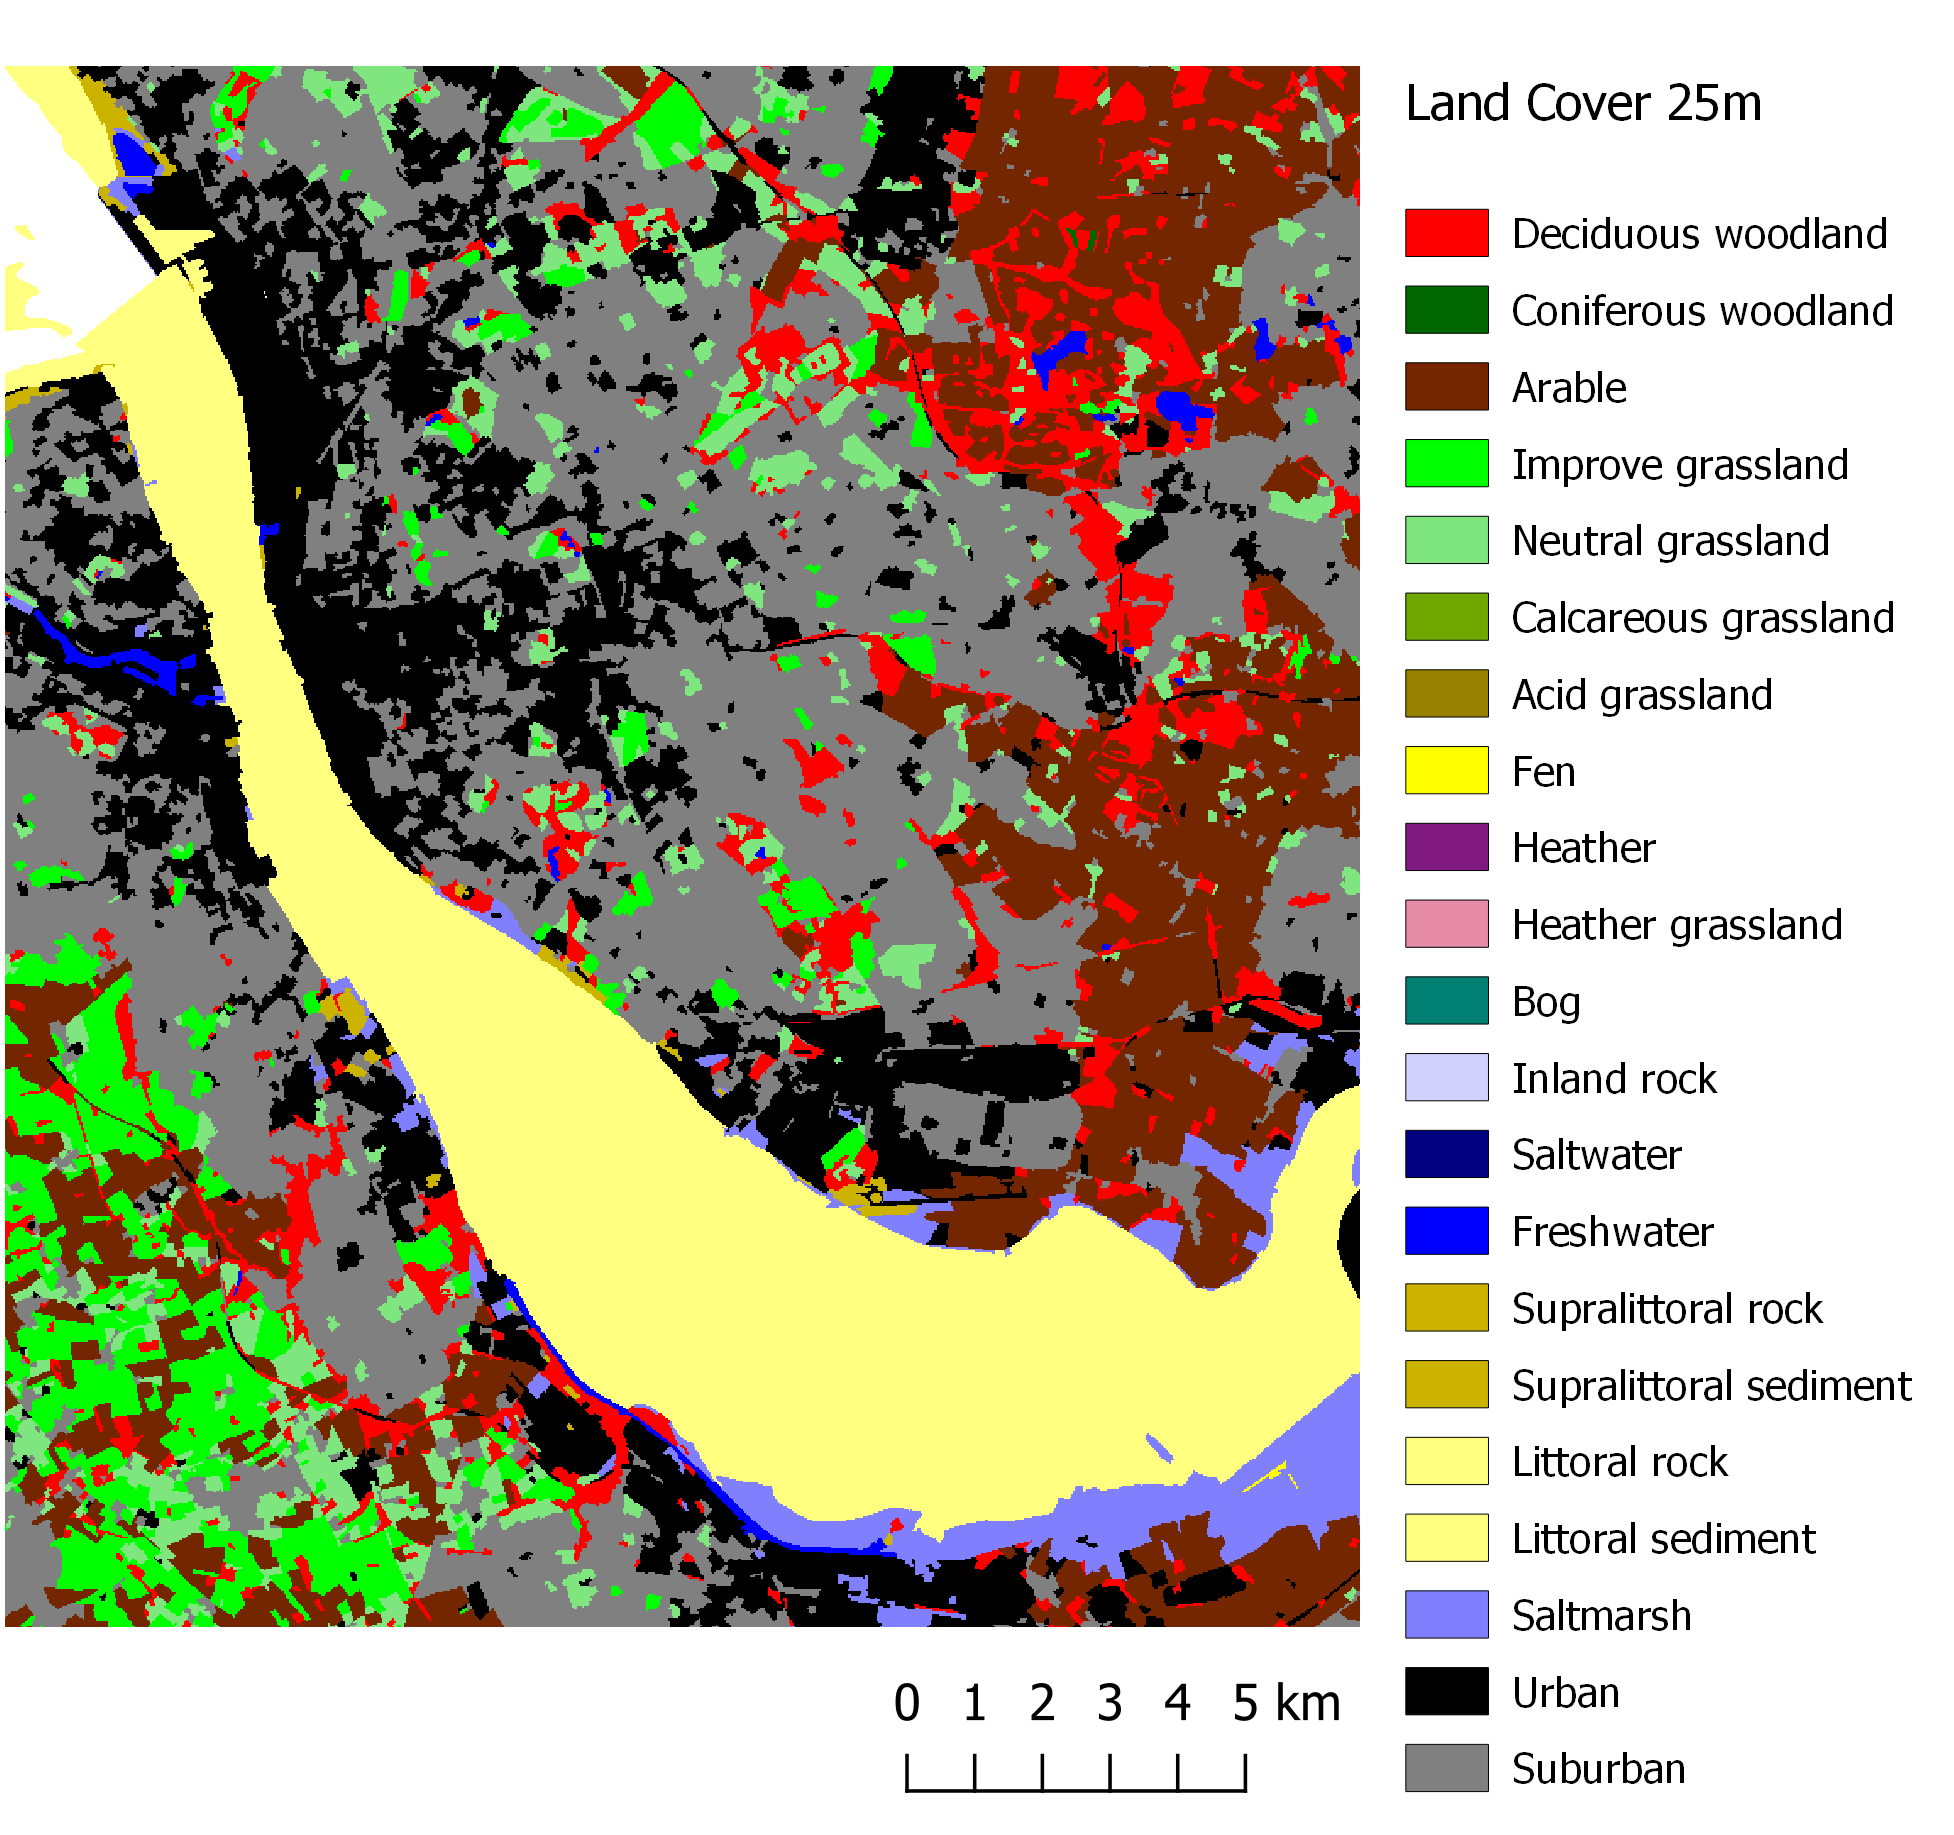 Land Cover 25m
Deciduous woodland
Coniferous woodland
Arable
Improve grassland
Neutral grassland
Calcareous grassland
Acid grassland
Fen
Heather
Heather grassland
Bog
Inland rock
Saltwater
Freshwater
Supralittoral rock
Supralittoral sediment
Littoral rock
Littoral sediment
Saltmarsh
Urban
Suburban
0 1 2 3 4 5 km